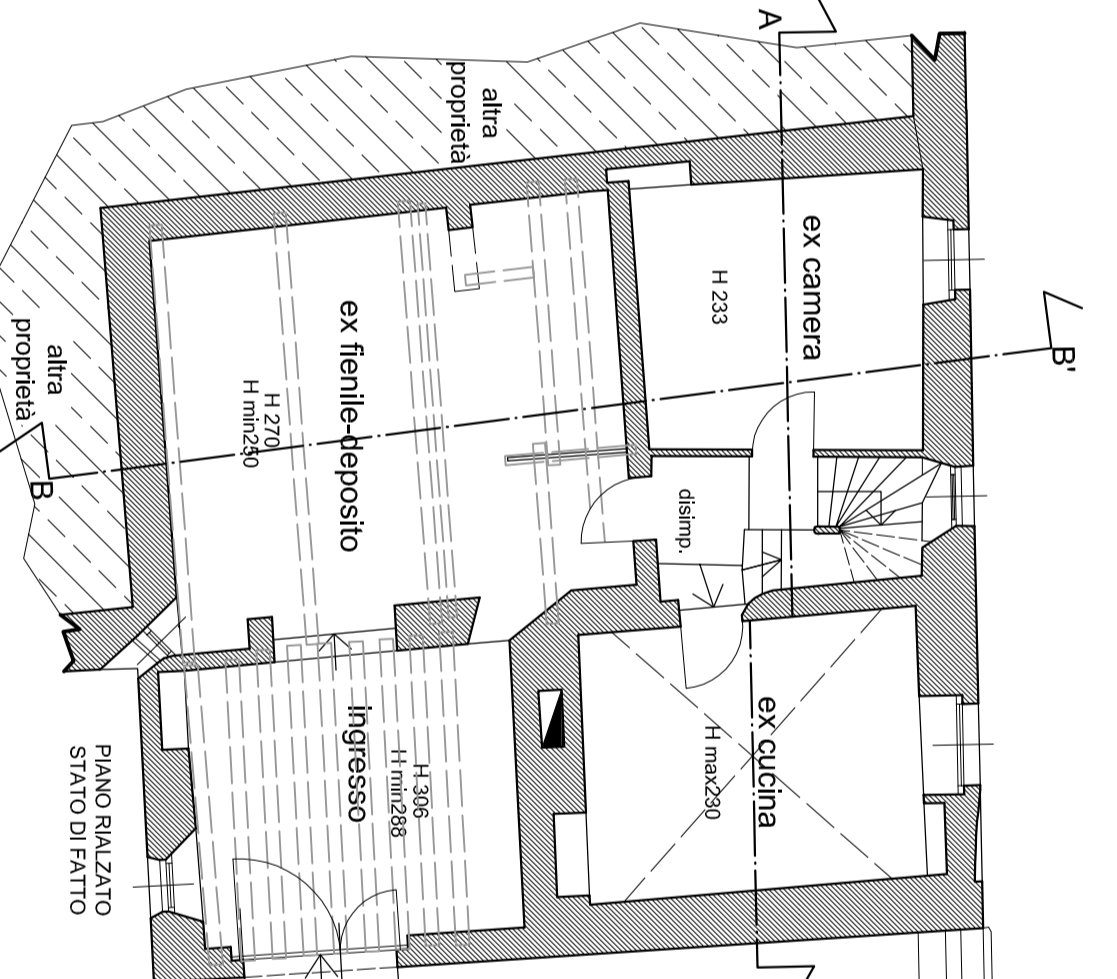 A
altra
proprietà
ex camera
H 233
B'
altra
proprietà
B
ex fienile-deposito
H 270
H min250
disimp.
ex cucina
H max230
ingresso
H 306
H min288
PIANO RIALZATO
STATO DI FATTO